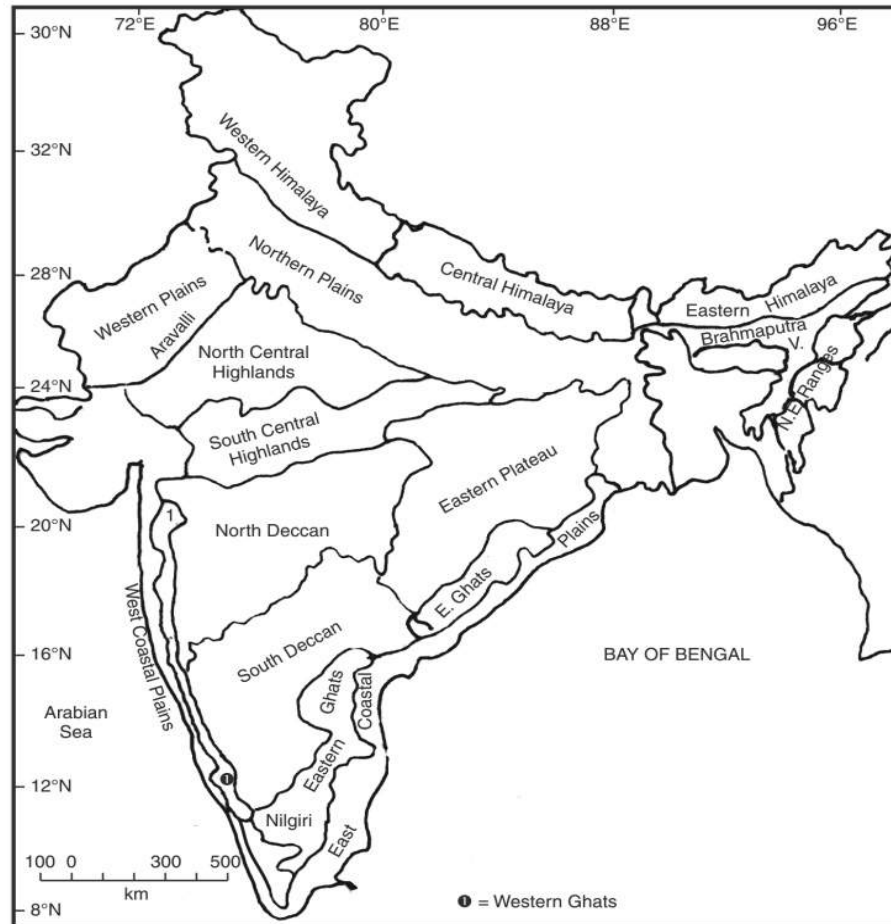 72°E 80°E 88°E 96°E
30°N
32°N
28°N
24°N
20°N
16°N
12°N
8°N
Western Himalaya
Northern Plains
Central Himalaya
Western Plains
Aravalli
Eastern Himalaya
Brahmaputra
V.
North Central
Highlands
N.E. Ranges
South Central
Highlands
Eastern Plateau
1
North Deccan
Plains
E. Ghats
West Coastal Plains
South Deccan
BAY OF BENGAL
Ghats
Coastal
Arabian
Sea
Eastern
1
Nilgiri
East
100 0 300 500
km
1 = Western Ghats